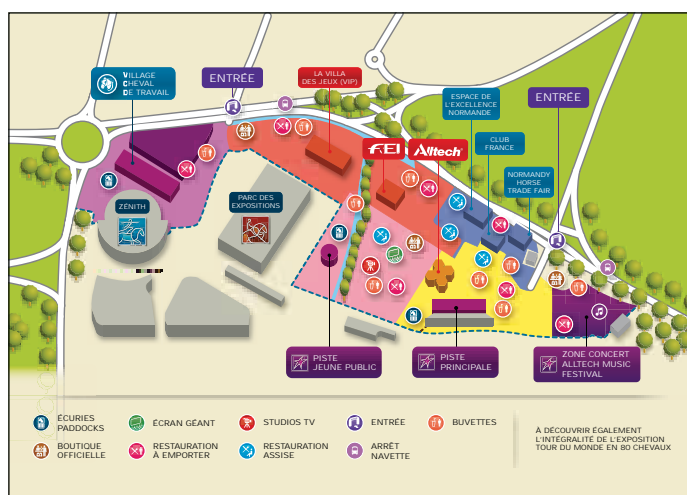 VILLAGE
CHEVAL
DE TRAVAIL
ENTRÉE
LA VILLA
DES JEUX (VIP)
ESPACE DE
L'EXCELLENCE
NORMANDE
ENTRÉE
FEI
Alltech
CLUB
FRANCE
NORMANDY
HORSE
TRADE FAIR
ZÉNITH
PARC DES
EXPOSITIONS
PISTE
JEUNE PUBLIC
PISTE
PRINCIPALE
ZONE CONCERT
ALLTECH MUSIC
FESTIVAL
ÉCURIES
PADDOCKS
ÉCRAN GÉANT
STUDIOS TV
ENTRÉE
BUVETTES
BOUTIQUE
OFFICIELLE
RESTAURATION
À EMPORTER
RESTAURATION
ASSISE
ARRÊT
NAVETTE
À DÉCOUVRIR ÉGALEMENT
L'INTÉGRALITÉ DE L'EXPOSITION
TOUR DU MONDE EN 80 CHEVAUX